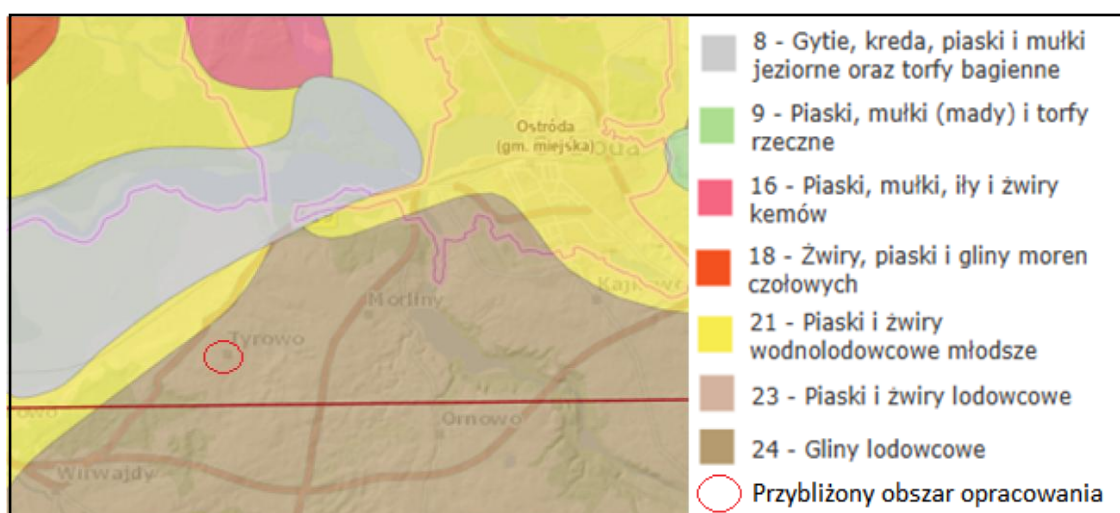 Ostróda
(gm. miejska)
Morliny
Tyrowo
Ornowo
Wirwajdy
8 - Gytie, kreda, piaski i mułki
jeziorne oraz torfy bagienne
9 - Piaski, mułki (mady) i torfy
rzeczne
16 - Piaski, mułki, iły i żwiry
kemów
18 - Żwiry, piaski i gliny moren
czołowych
21 - Piaski i żwiry
wodnolodowcowe młodsze
23 - Piaski i żwiry lodowcowe
24 - Gliny lodowcowe
Przybliżony obszar opracowania